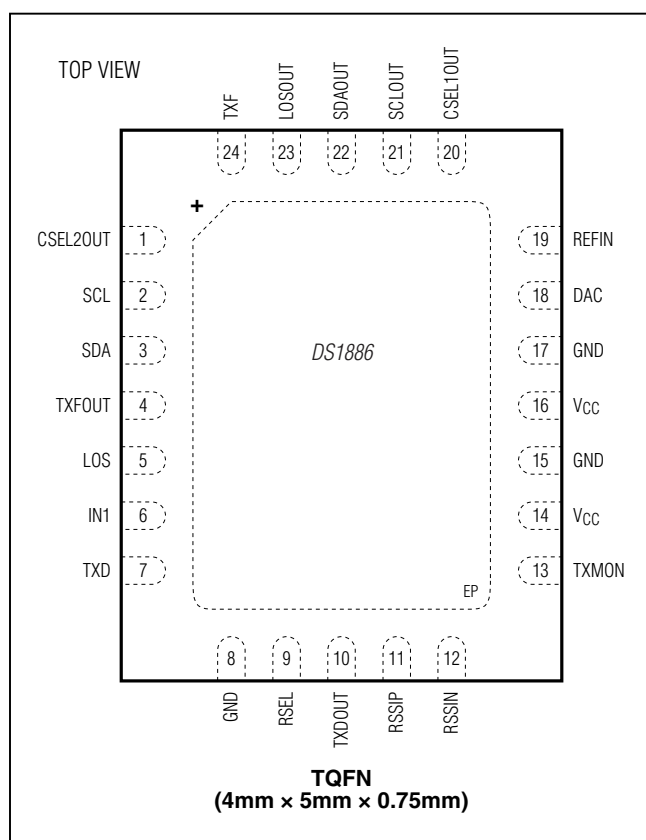 TOP VIEW
TXF
LOSOUT
SDAOUT
SCLOUT
CSEL1OUT
24
23
22
21
20
+
CSEL2OUT 1
SCL 2
SDA 3
TXFOUT 4
LOS 5
IN1 6
TXD 7
DS1886
19 REFIN
18 DAC
17 GND
16 VCC
15 GND
14 VCC
13 TXMON
EP
8
9
10
11
12
GND
RSEL
TXDOUT
RSSIP
RSSIN
TQFN
(4mm × 5mm × 0.75mm)